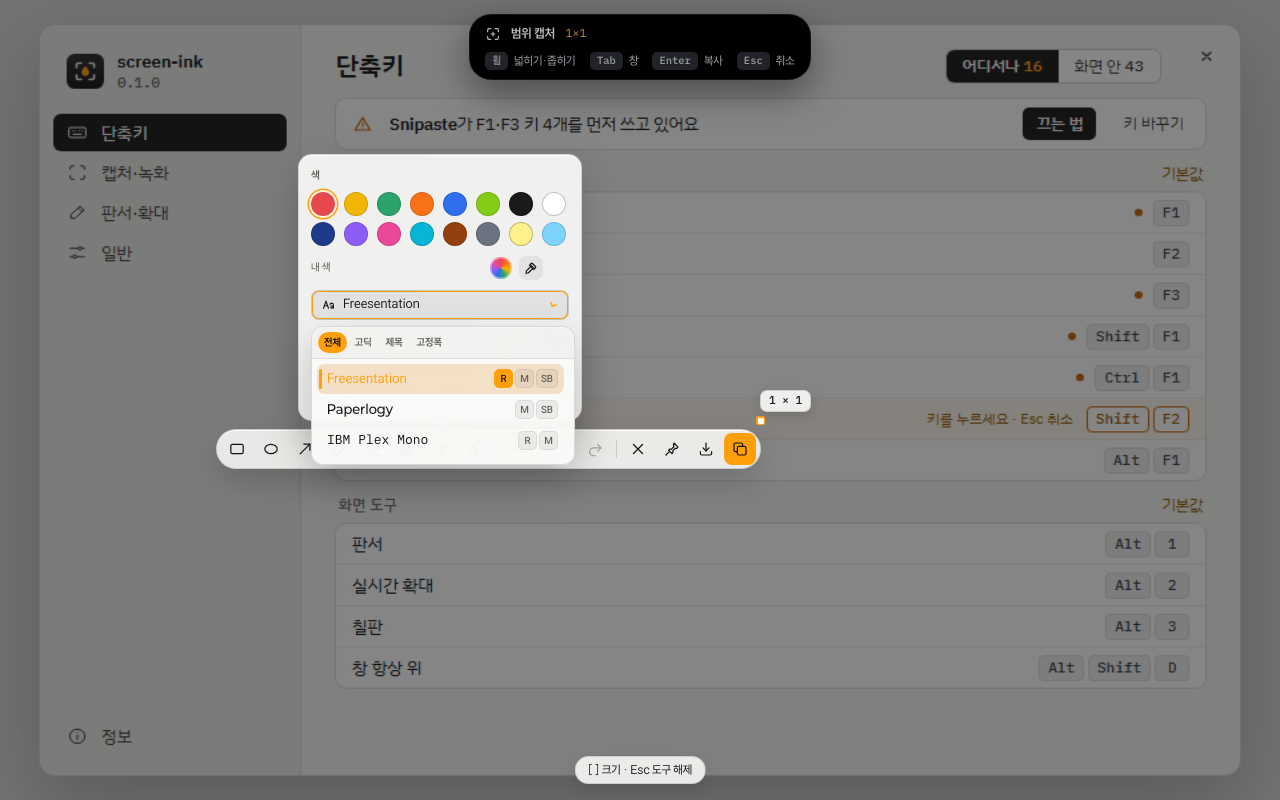 범위 캡처 1×1
휠 넓히기·좁히기 Tab 창 Enter 복사 Esc 취소
screen-ink
0.1.0
단축키
캡처·녹화
판서·확대
일반
정보
단축키
어디서나 16 화면 안 43
Snipaste가 F1·F3 키 4개를 먼저 쓰고 있어요
끄는 법 키 바꾸기
기본값
F1
F2
F3
Shift F1
Ctrl F1
키를 누르세요 · Esc 취소 Shift F2
Alt F1
색
내 색
Aa Freesentation
전체 고딕 제목 고정폭
Freesentation R M SB
Paperlogy M SB
IBM Plex Mono R M
1 × 1
화면 도구 기본값
판서 Alt 1
실시간 확대 Alt 2
칠판 Alt 3
창 항상 위 Alt Shift D
[ ] 크기 · Esc 도구 해제